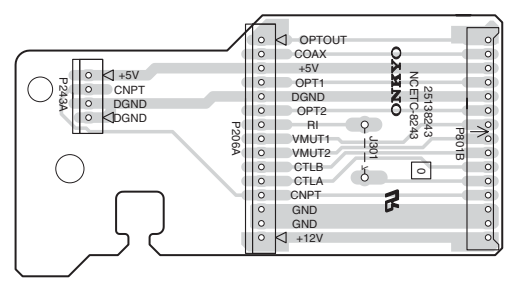 P243A
+5V
CNPT
DGND
DGND
P206A
OPTOUT
COAX
+5V
OPT1
DGND
OPT2
RI
VMUT1
VMUT2
CTLB
CTLA
CNPT
GND
GND
+12V
J301
ONKYO
25138243
NCETC-8243
0
P801B